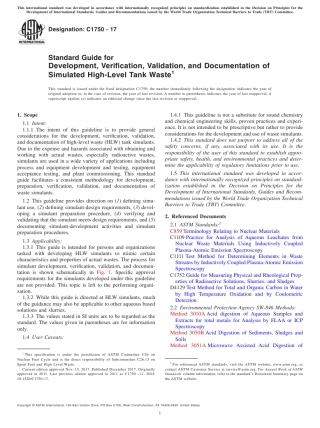 This international standard was developed in accordance with internationally recognized principles on standardization established in the Decision on Principles for the
Development of International Standards, Guides and Recommendations issued by the World Trade Organization Technical Barriers to Trade (TBT) Committee.
Designation: C1750 − 17
Standard Guide for
Development, Verification, Validation, and Documentation of
Simulated High-Level Tank Waste1
This standard is issued under the fixed designation C1750; the number immediately following the designation indicates the year of
original adoption or, in the case of revision, the year of last revision. A number in parentheses indicates the year of last reapproval. A
superscript epsilon (ε) indicates an editorial change since the last revision or reapproval.
1. Scope
1.1 Intent:
1.1.1 The intent of this guideline is to provide general
considerations for the development, verification, validation,
and documentation of high-level waste (HLW) tank simulants.
Due to the expense and hazards associated with obtaining and
working with actual wastes, especially radioactive wastes,
simulants are used in a wide variety of applications including
process and equipment development and testing, equipment
acceptance testing, and plant commissioning. This standard
guide facilitates a consistent methodology for development,
preparation, verification, validation, and documentation of
waste simulants.
1.2 This guideline provides direction on (1) defining simu-
lant use, (2) defining simulant-design requirements, (3) devel-
oping a simulant preparation procedure, (4) verifying and
validating that the simulant meets design requirements, and (5)
documenting simulant-development activities and simulant
preparation procedures.
1.3 Applicability:
1.3.1 This guide is intended for persons and organizations
tasked with developing HLW simulants to mimic certain
characteristics and properties of actual wastes. The process for
simulant development, verification, validation, and documen-
tation is shown schematically in Fig. 1. Specific approval
requirements for the simulants developed under this guideline
are not provided. This topic is left to the performing organi-
zation.
1.3.2 While this guide is directed at HLW simulants, much
of the guidance may also be applicable to other aqueous based
solutions and slurries.
1.3.3 The values stated in SI units are to be regarded as the
standard. The values given in parentheses are for information
only.
1.4 User Caveats:
1 This specification is under the jurisdiction of ASTM Committee C26 on
Nuclear Fuel Cycle and is the direct responsibility of Subcommittee C26.13 on
Spent Fuel and High Level Waste.
Current edition approved Nov. 15, 2017. Published December 2017. Originally
approved in 2011. Last previous edition approved in 2011 as C1750 – 11. DOI:
10.1520/C1750-17.
1.4.1 This guideline is not a substitute for sound chemistry
and chemical engineering skills, proven practices and experi-
ence. It is not intended to be prescriptive but rather to provide
considerations for the development and use of waste simulants.
1.4.2 This standard does not purport to address all of the
safety concerns, if any, associated with its use. It is the
responsibility of the user of this standard to establish appro-
priate safety, health, and environmental practices and deter-
mine the applicability of regulatory limitations prior to use.
1.5 This international standard was developed in accor-
dance with internationally recognized principles on standard-
ization established in the Decision on Principles for the
Development of International Standards, Guides and Recom-
mendations issued by the World Trade Organization Technical
Barriers to Trade (TBT) Committee.
2. Referenced Documents
2.1 ASTM Standards:2
C859 Terminology Relating to Nuclear Materials
C1109 Practice for Analysis of Aqueous Leachates from
Nuclear Waste Materials Using Inductively Coupled
Plasma-Atomic Emission Spectroscopy
C1111 Test Method for Determining Elements in Waste
Streams by Inductively Coupled Plasma-Atomic Emission
Spectroscopy
C1752 Guide for Measuring Physical and Rheological Prop-
erties of Radioactive Solutions, Slurries, and Sludges
D4129 Test Method for Total and Organic Carbon in Water
by High Temperature Oxidation and by Coulometric
Detection
2.2 Environmental Protection Agency SW-846 Methods:
Method 3010A Acid digestion of Aqueous Samples and
Extracts for total metals for Analysis by FLAA or ICP
Spectroscopy
Method 3050B Acid Digestion of Sediments, Sludges and
Soils
Method 3051A Microwave Assisted Acid Digestion of
2 For referenced ASTM standards, visit the ASTM website, www.astm.org, or
contact ASTM Customer Service at service@astm.org. For Annual Book of ASTM
Standards volume information, refer to the standard's Document Summary page on
the ASTM website.
Copyright © ASTM International, 100 Barr Harbor Drive, PO Box C700, West Conshohocken, PA 19428-2959. United States
1